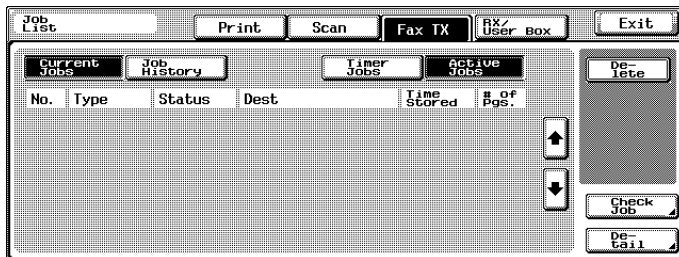 Job List
Print
Scan
Fax TX
RX/ User Box
Exit
Current Jobs
Job History
Timer Jobs
Active Jobs
De-
lete
No. Type Status Dest Time Stored # of Pgs.
Check Job
De-
tail